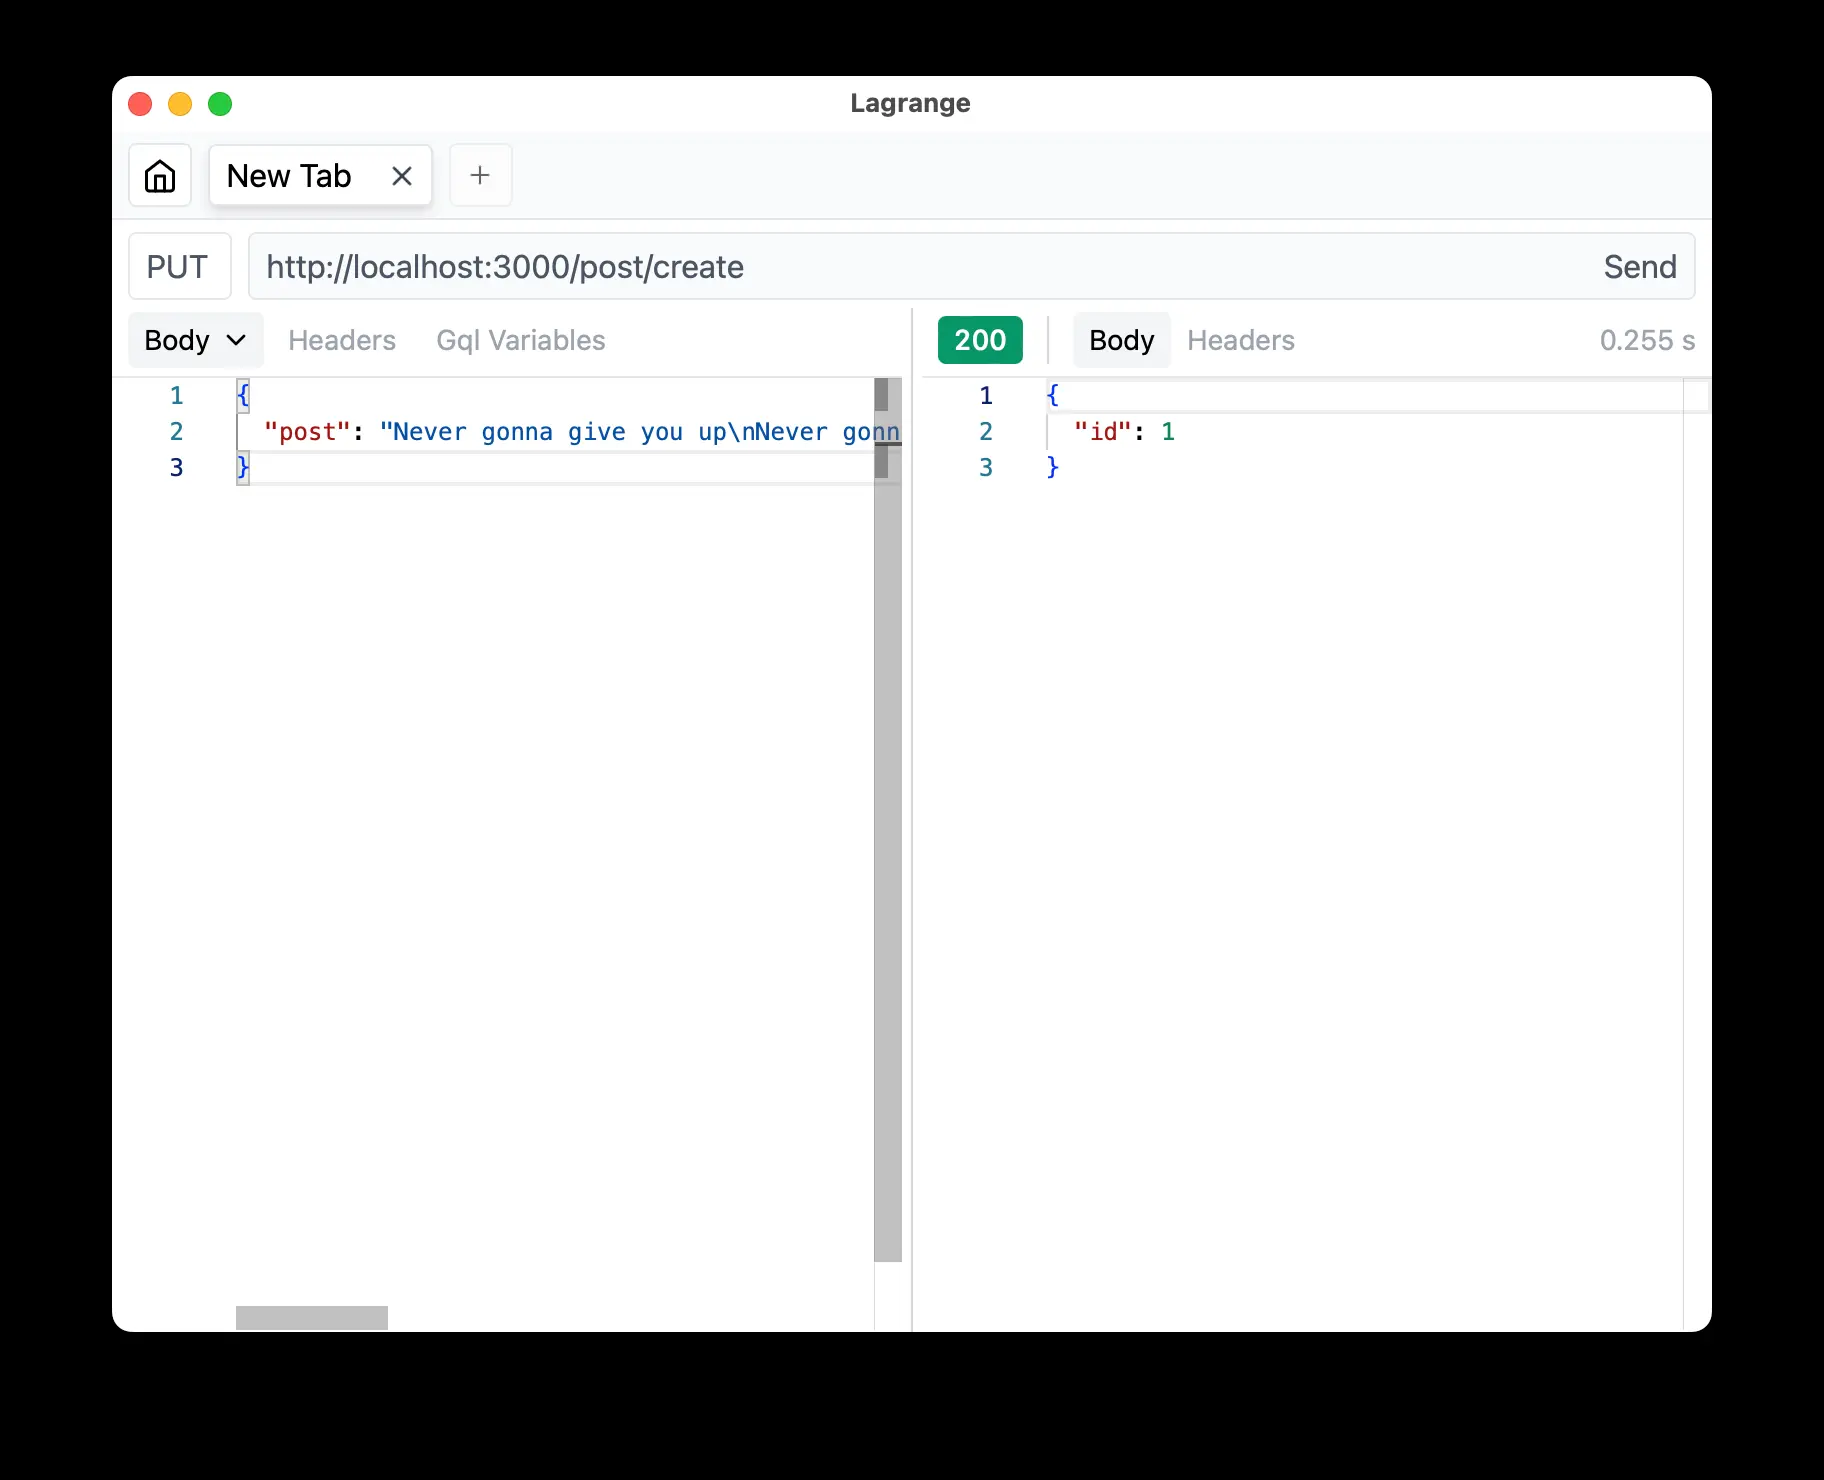 Lagrange
New Tab
PUT http://localhost:3000/post/create Send
Body Headers Gql Variables
1 {
2 "post": "Never gonna give you up\nNever gonn
3 }
200 Body Headers 0.255 s
1 {
2 "id": 1
3 }